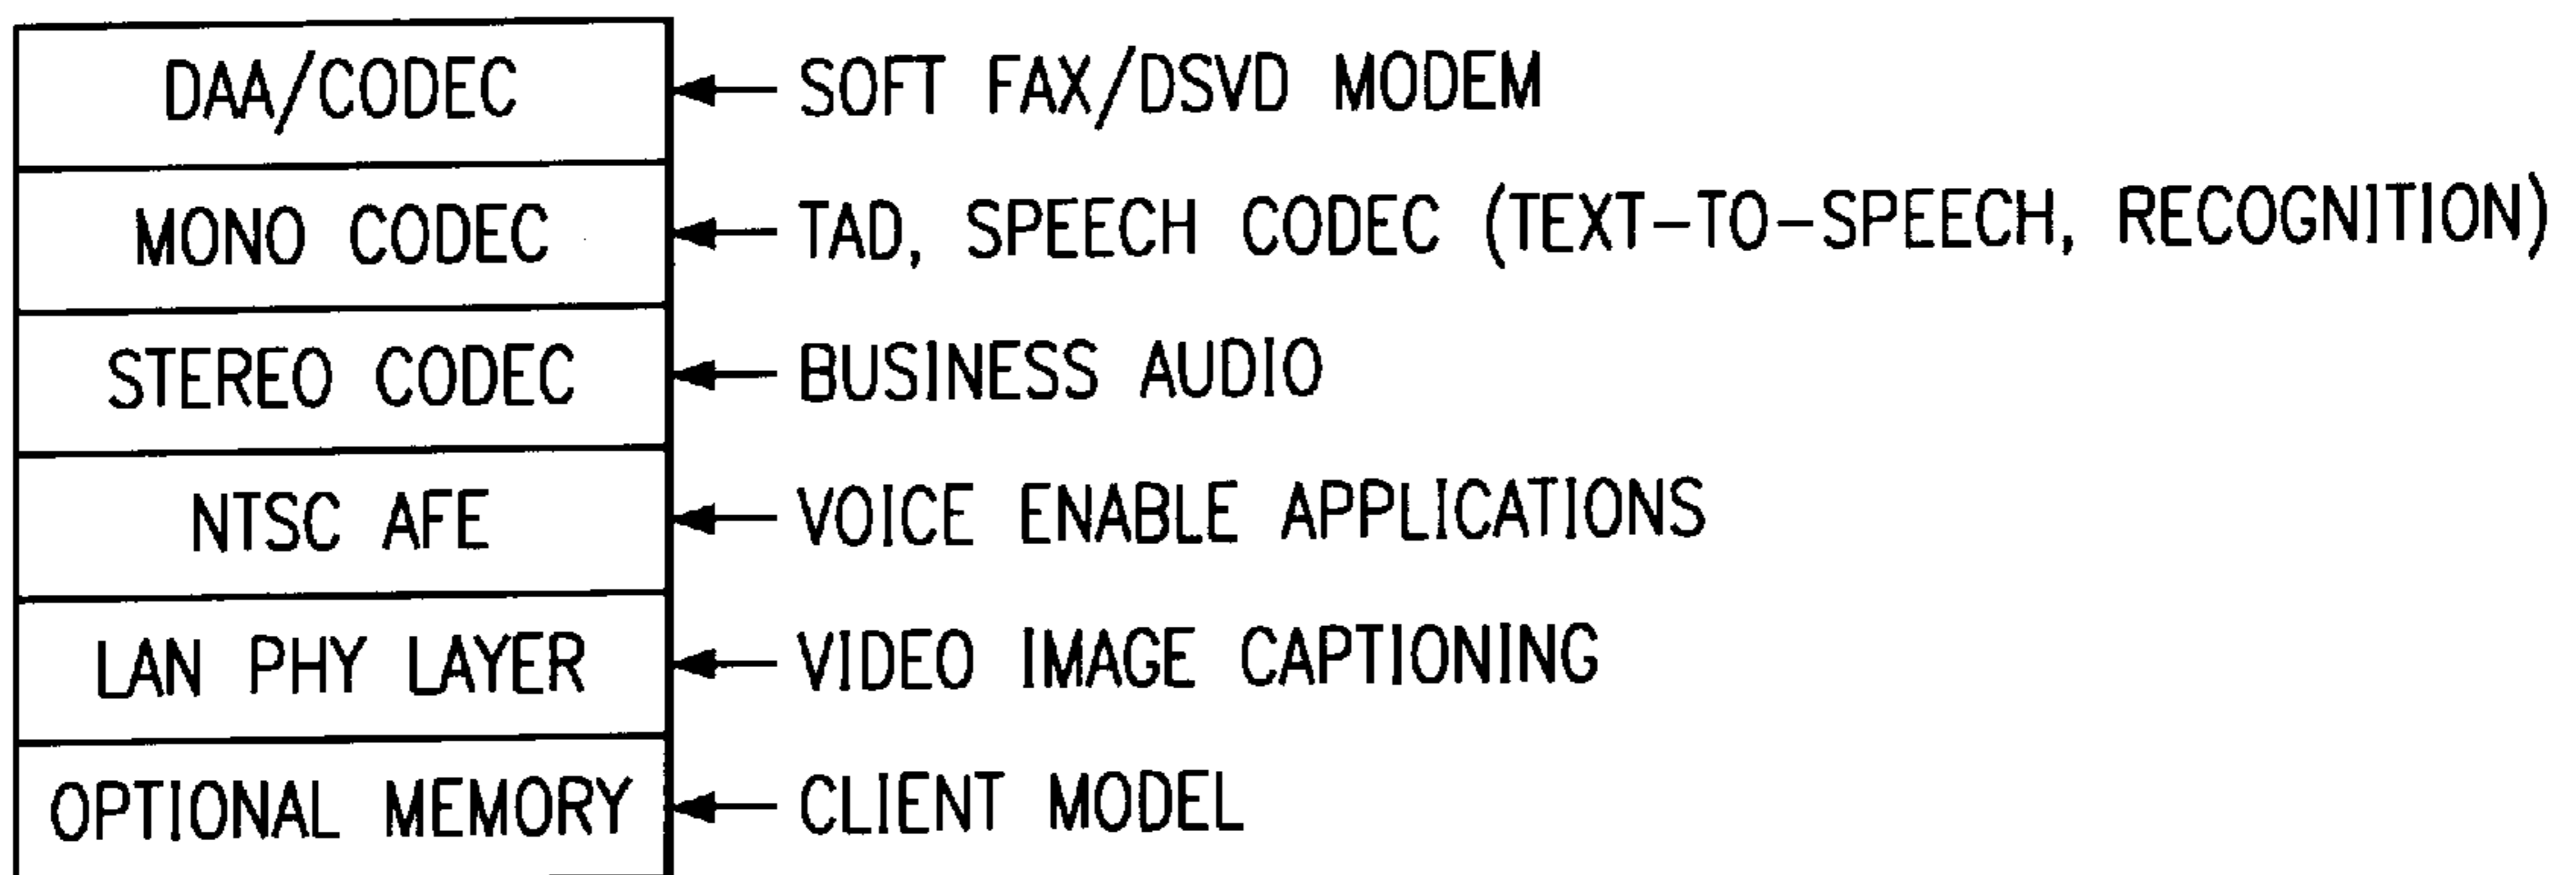 DAA/CODEC SOFT FAX/DSVD MODEM
MONO CODEC TAD, SPEECH CODEC (TEXT-TO-SPEECH, RECOGNITION)
STEREO CODEC BUSINESS AUDIO
NTSC AFE VOICE ENABLE APPLICATIONS
LAN PHY LAYER VIDEO IMAGE CAPTIONING
OPTIONAL MEMORY CLIENT MODEL